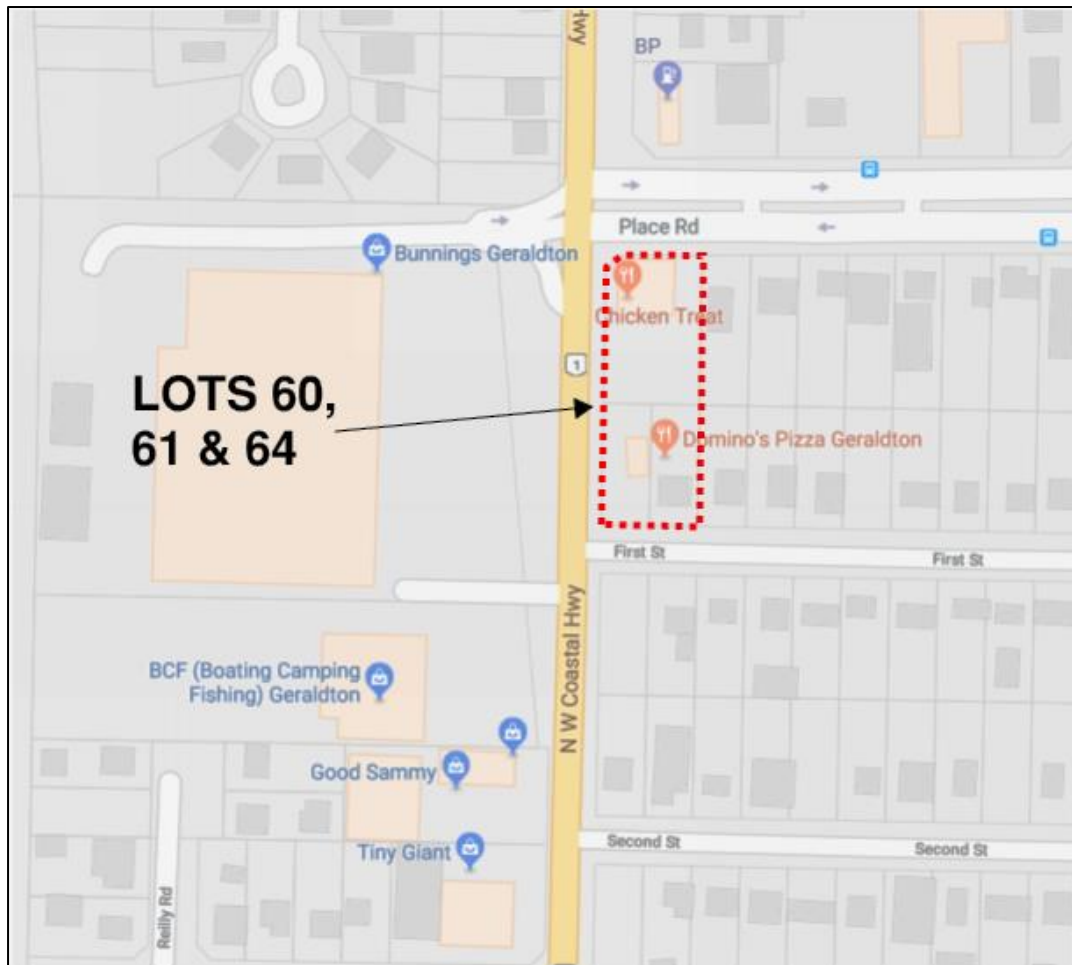 Hwy
BP
Place Rd
Bunnings Geraldton
Chicken Treat
1
LOTS 60,
61 & 64
Domino's Pizza Geraldton
First St
First St
N W Coastal Hwy
BCF (Boating Camping
Fishing) Geraldton
Good Sammy
Second St
Second St
Tiny Giant
Reilly Rd